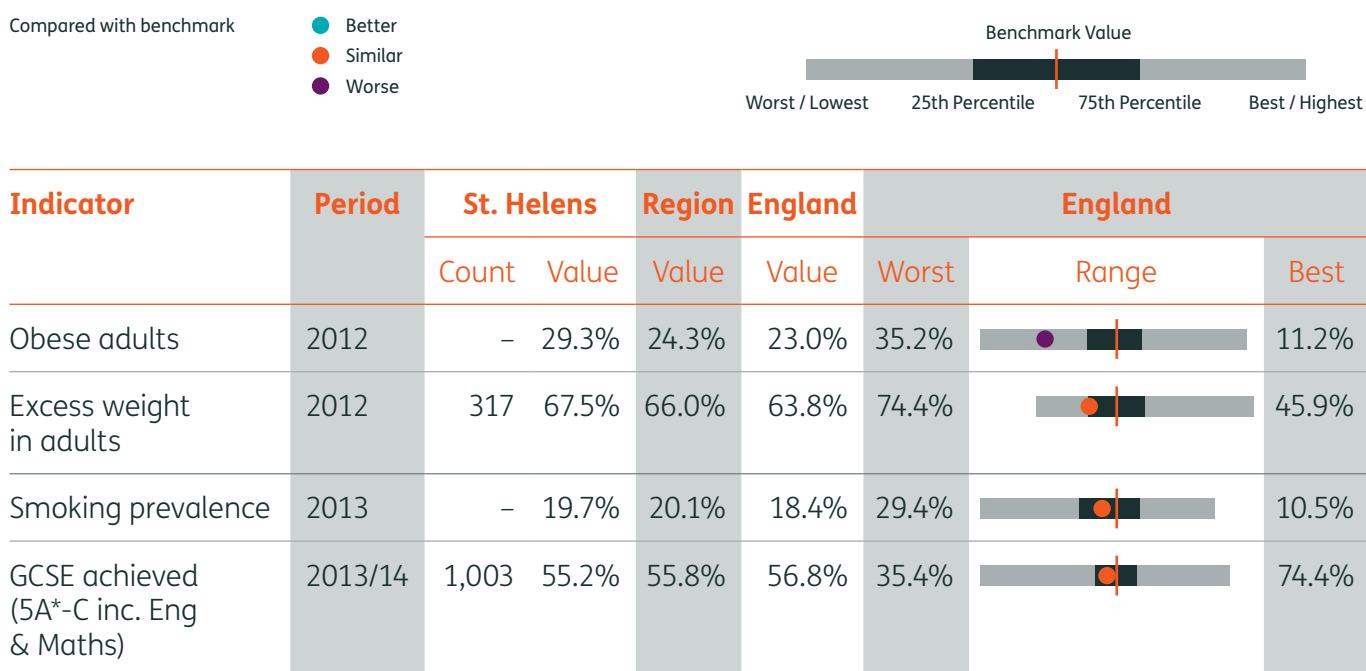 Compared with benchmark
Better
Similar
Worse
Benchmark Value
Worst / Lowest 25th Percentile 75th Percentile Best / Highest
Indicator Period St. Helens Region England England
Count Value Value Value Worst Range Best
Obese adults 2012 – 29.3% 24.3% 23.0% 35.2% 11.2%
Excess weight 2012 317 67.5% 66.0% 63.8% 74.4% 45.9%
in adults
Smoking prevalence 2013 – 19.7% 20.1% 18.4% 29.4% 10.5%
GCSE achieved 2013/14 1,003 55.2% 55.8% 56.8% 35.4% 74.4%
(5A*-C inc. Eng
& Maths)